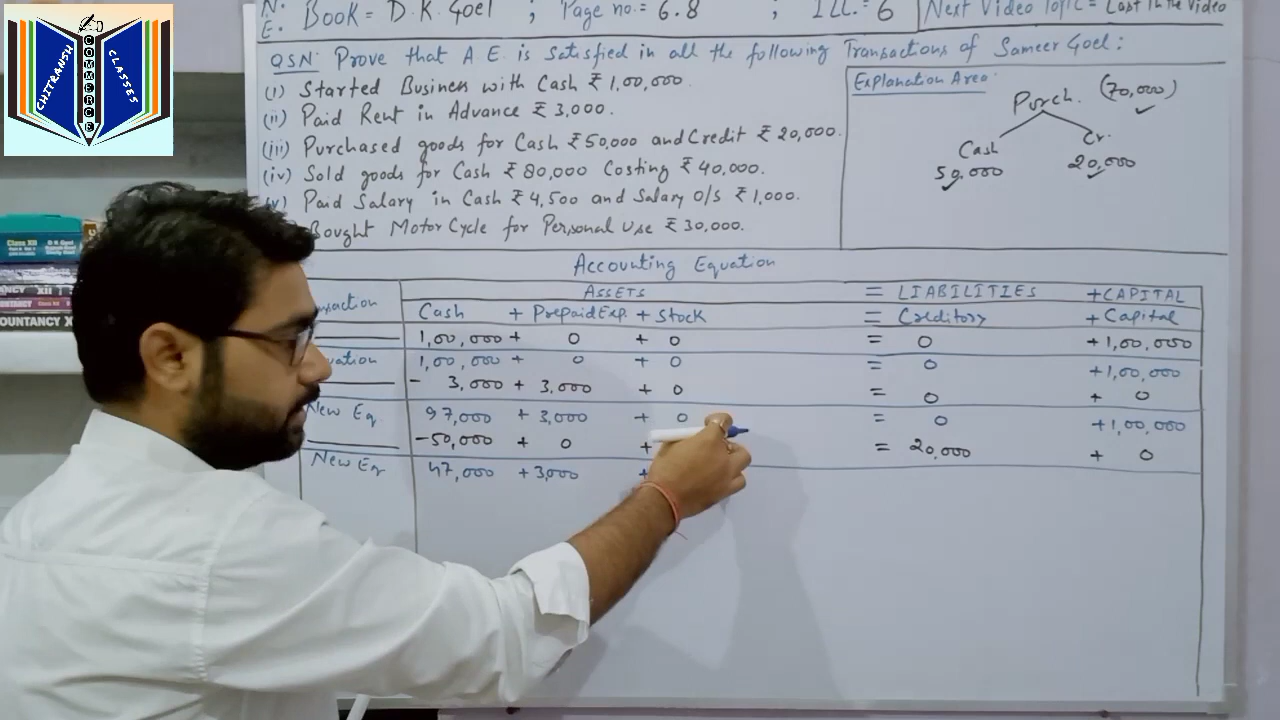 N. Book = D.K. Goel ; Page no. = 6.8 ; ILL. = 6 Next Video Topic = Last in the Video
E.
CHITRANSH COMMERCE CLASSES
QSN: Prove that A.E. is satisfied in all the following Transactions of Sameer Goel:
(i) Started Business with Cash ₹ 1,00,000
(ii) Paid Rent in Advance ₹ 3,000.
(iii) Purchased goods for Cash ₹ 50,000 and Credit ₹ 20,000.
(iv) Sold goods for Cash ₹ 80,000 Costing ₹ 40,000.
(v) Paid Salary in Cash ₹ 4,500 and Salary O/S ₹ 1,000.
Bought Motor Cycle for Personal Use ₹ 30,000.
Explanation Area:
Purch. (70,000)
Cash Cr.
50,000 20,000
Class XII
OUNTANCY X
Accounting Equation
ASSETS = LIABILITIES + CAPITAL
Cash + Prepaid Exp. + Stock = Creditors + Capital
1,00,000 + 0 + 0 = 0 + 1,00,000
1,00,000 + 0 + 0 = 0 + 1,00,000
- 3,000 + 3,000 + 0 = 0 + 0
New Eq. 97,000 + 3,000 + 0 = 0 + 1,00,000
-50,000 + 0 + = 20,000 + 0
New Eq 47,000 + 3,000 +